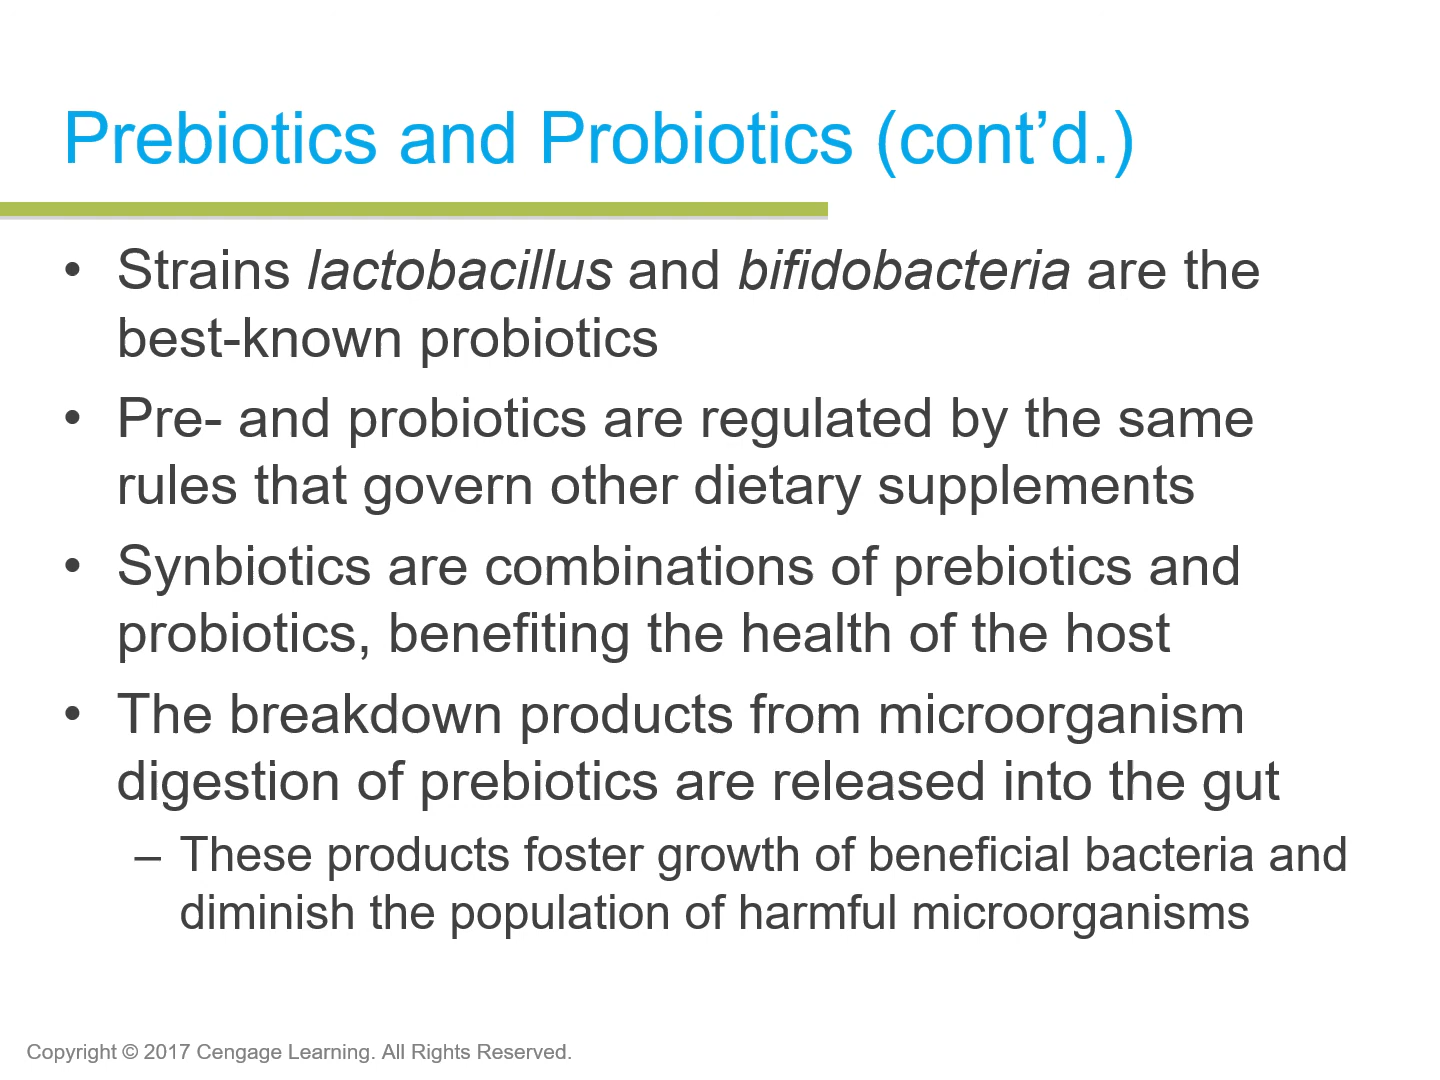 Prebiotics and Probiotics (cont’d.)
• Strains lactobacillus and bifidobacteria are the
best-known probiotics
• Pre- and probiotics are regulated by the same
rules that govern other dietary supplements
• Synbiotics are combinations of prebiotics and
probiotics, benefiting the health of the host
• The breakdown products from microorganism
digestion of prebiotics are released into the gut
– These products foster growth of beneficial bacteria and
diminish the population of harmful microorganisms
Copyright © 2017 Cengage Learning. All Rights Reserved.